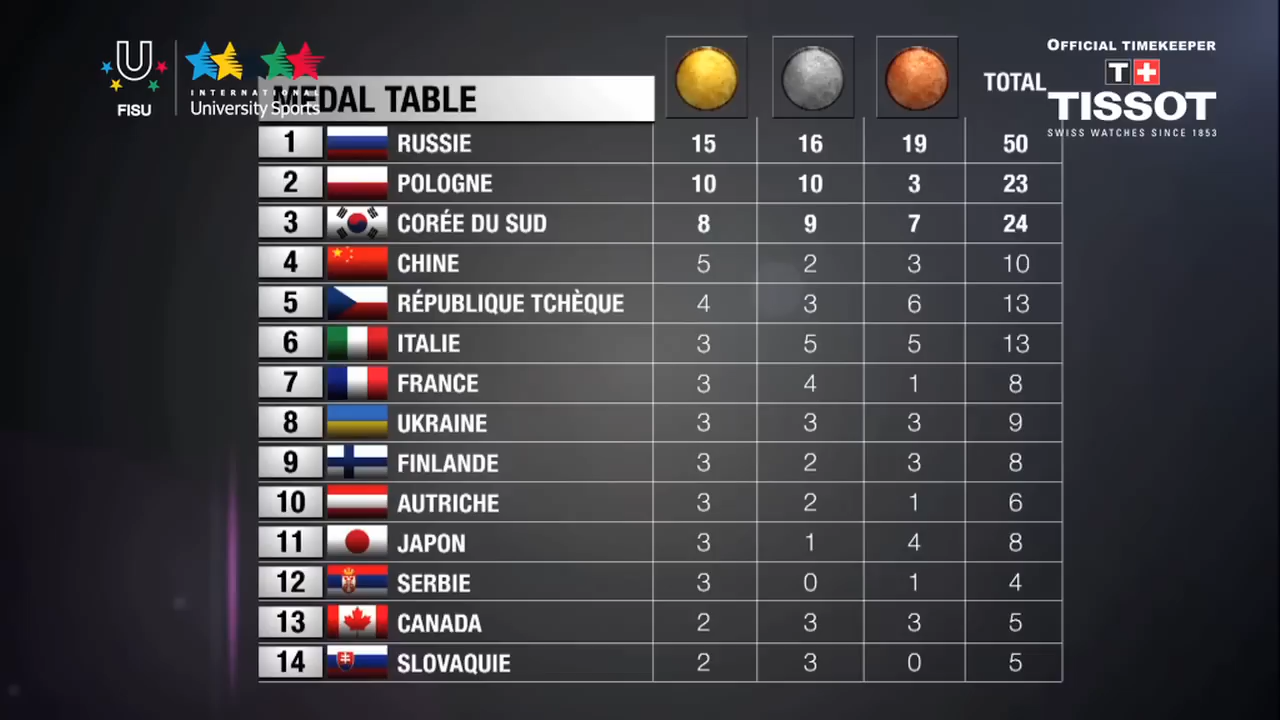 U
FISU
INTERNATIONAL
University Sports
MEDAL TABLE
TOTAL
OFFICIAL TIMEKEEPER
T+
TISSOT
SWISS WATCHES SINCE 1853
1 RUSSIE 15 16 19 50
2 POLOGNE 10 10 3 23
3 CORÉE DU SUD 8 9 7 24
4 CHINE 5 2 3 10
5 RÉPUBLIQUE TCHÈQUE 4 3 6 13
6 ITALIE 3 5 5 13
7 FRANCE 3 4 1 8
8 UKRAINE 3 3 3 9
9 FINLANDE 3 2 3 8
10 AUTRICHE 3 2 1 6
11 JAPON 3 1 4 8
12 SERBIE 3 0 1 4
13 CANADA 2 3 3 5
14 SLOVAQUIE 2 3 0 5